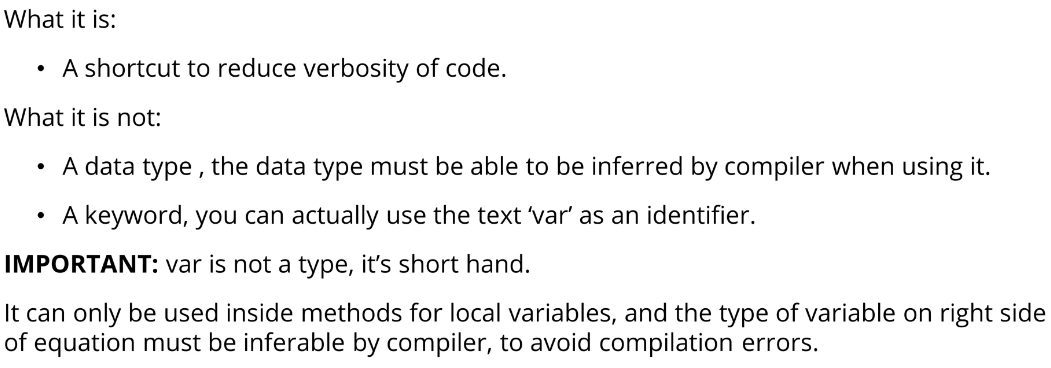 What it is:
• A shortcut to reduce verbosity of code.
What it is not:
• A data type , the data type must be able to be inferred by compiler when using it.
• A keyword, you can actually use the text ‘var’ as an identifier.
IMPORTANT: var is not a type, it’s short hand.
It can only be used inside methods for local variables, and the type of variable on right side
of equation must be inferable by compiler, to avoid compilation errors.